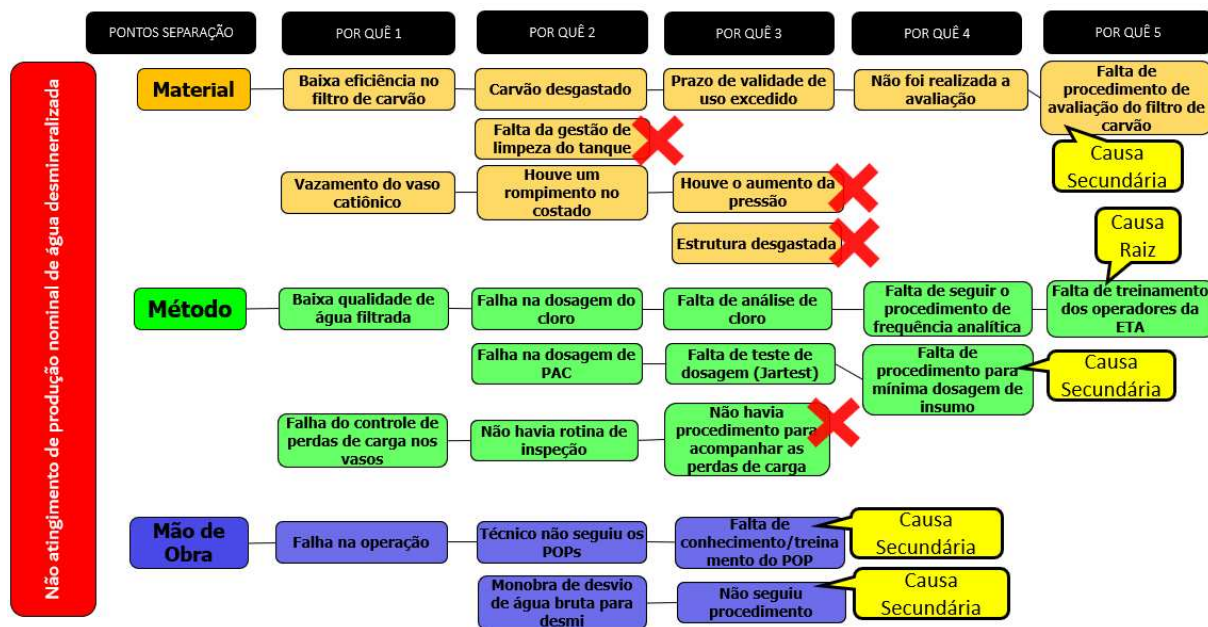 PONTOS SEPARAÇÃO
POR QUÊ 1
POR QUÊ 2
POR QUÊ 3
POR QUÊ 4
POR QUÊ 5
Não atingimento de produção nominal de água desmineralizada
Material
Baixa eficiência no
filtro de carvão
Carvão desgastado
Prazo de validade de
uso excedido
Não foi realizada a
avaliação
Falta de
procedimento de
avaliação do filtro de
carvão
Causa
Secundária
Falta da gestão de
limpeza do tanque
Vazamento do vaso
catiônico
Houve um
rompimento no
costado
Houve o aumento da
pressão
Estrutura desgastada
Causa
Raiz
Método
Baixa qualidade de
água filtrada
Falha na dosagem do
cloro
Falta de análise de
cloro
Falta de seguir o
procedimento de
frequência analítica
Falta de treinamento
dos operadores da
ETA
Falha na dosagem de
PAC
Falta de teste de
dosagem (Jartest)
Falta de
procedimento para
mínima dosagem de
insumo
Causa
Secundária
Falha do controle de
perdas de carga nos
vasos
Não havia rotina de
inspeção
Não havia
procedimento para
acompanhar as
perdas de carga
Mão de
Obra
Falha na operação
Técnico não seguiu os
POPs
Falta de
conhecimento/treina
mento do POP
Causa
Secundária
Monobra de desvio
de água bruta para
desmi
Não seguiu
procedimento
Causa
Secundária